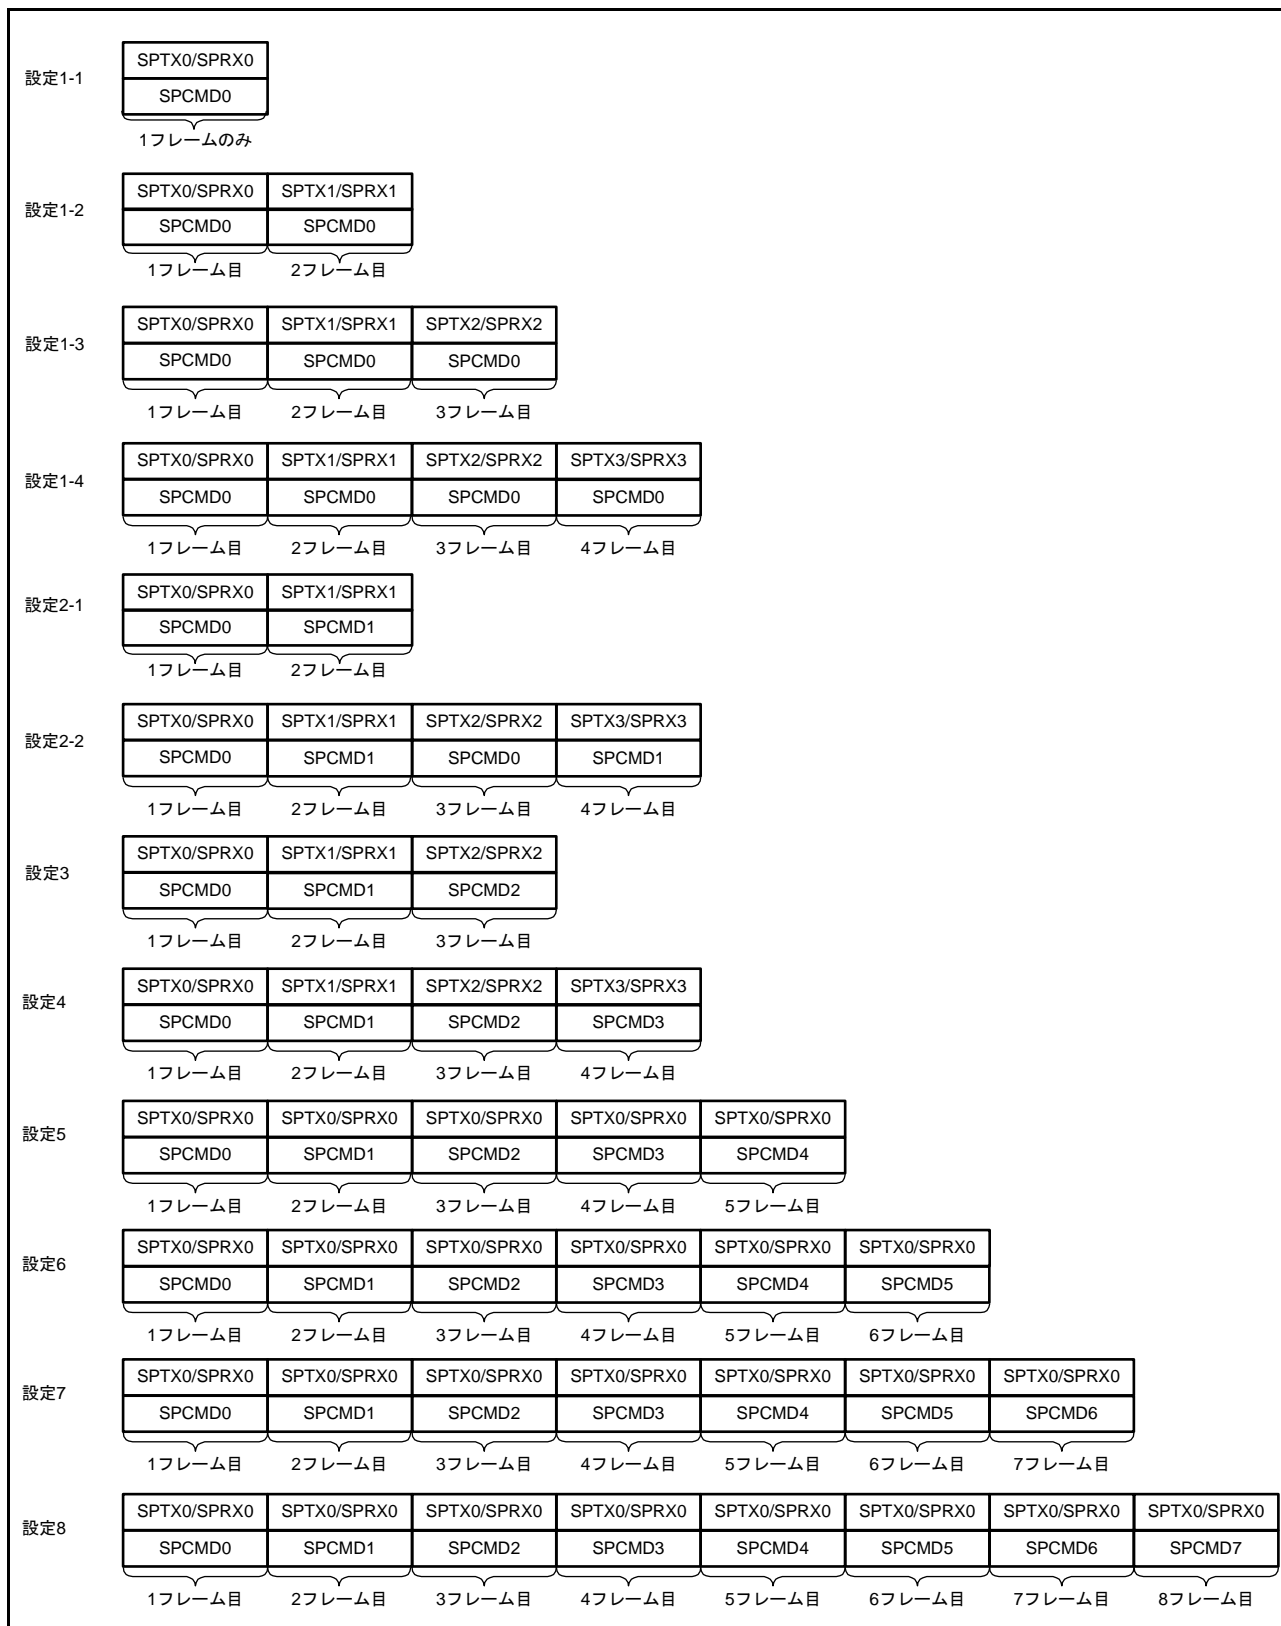 設定1-1
SPTX0/SPRX0
SPCMD0
1フレームのみ
設定1-2
SPTX0/SPRX0 SPTX1/SPRX1
SPCMD0 SPCMD0
1フレーム目 2フレーム目
設定1-3
SPTX0/SPRX0 SPTX1/SPRX1 SPTX2/SPRX2
SPCMD0 SPCMD0 SPCMD0
1フレーム目 2フレーム目 3フレーム目
設定1-4
SPTX0/SPRX0 SPTX1/SPRX1 SPTX2/SPRX2 SPTX3/SPRX3
SPCMD0 SPCMD0 SPCMD0 SPCMD0
1フレーム目 2フレーム目 3フレーム目 4フレーム目
設定2-1
SPTX0/SPRX0 SPTX1/SPRX1
SPCMD0 SPCMD1
1フレーム目 2フレーム目
設定2-2
SPTX0/SPRX0 SPTX1/SPRX1 SPTX2/SPRX2 SPTX3/SPRX3
SPCMD0 SPCMD1 SPCMD0 SPCMD1
1フレーム目 2フレーム目 3フレーム目 4フレーム目
設定3
SPTX0/SPRX0 SPTX1/SPRX1 SPTX2/SPRX2
SPCMD0 SPCMD1 SPCMD2
1フレーム目 2フレーム目 3フレーム目
設定4
SPTX0/SPRX0 SPTX1/SPRX1 SPTX2/SPRX2 SPTX3/SPRX3
SPCMD0 SPCMD1 SPCMD2 SPCMD3
1フレーム目 2フレーム目 3フレーム目 4フレーム目
設定5
SPTX0/SPRX0 SPTX0/SPRX0 SPTX0/SPRX0 SPTX0/SPRX0 SPTX0/SPRX0
SPCMD0 SPCMD1 SPCMD2 SPCMD3 SPCMD4
1フレーム目 2フレーム目 3フレーム目 4フレーム目 5フレーム目
設定6
SPTX0/SPRX0 SPTX0/SPRX0 SPTX0/SPRX0 SPTX0/SPRX0 SPTX0/SPRX0 SPTX0/SPRX0
SPCMD0 SPCMD1 SPCMD2 SPCMD3 SPCMD4 SPCMD5
1フレーム目 2フレーム目 3フレーム目 4フレーム目 5フレーム目 6フレーム目
設定7
SPTX0/SPRX0 SPTX0/SPRX0 SPTX0/SPRX0 SPTX0/SPRX0 SPTX0/SPRX0 SPTX0/SPRX0 SPTX0/SPRX0
SPCMD0 SPCMD1 SPCMD2 SPCMD3 SPCMD4 SPCMD5 SPCMD6
1フレーム目 2フレーム目 3フレーム目 4フレーム目 5フレーム目 6フレーム目 7フレーム目
設定8
SPTX0/SPRX0 SPTX0/SPRX0 SPTX0/SPRX0 SPTX0/SPRX0 SPTX0/SPRX0 SPTX0/SPRX0 SPTX0/SPRX0 SPTX0/SPRX0
SPCMD0 SPCMD1 SPCMD2 SPCMD3 SPCMD4 SPCMD5 SPCMD6 SPCMD7
1フレーム目 2フレーム目 3フレーム目 4フレーム目 5フレーム目 6フレーム目 7フレーム目 8フレーム目